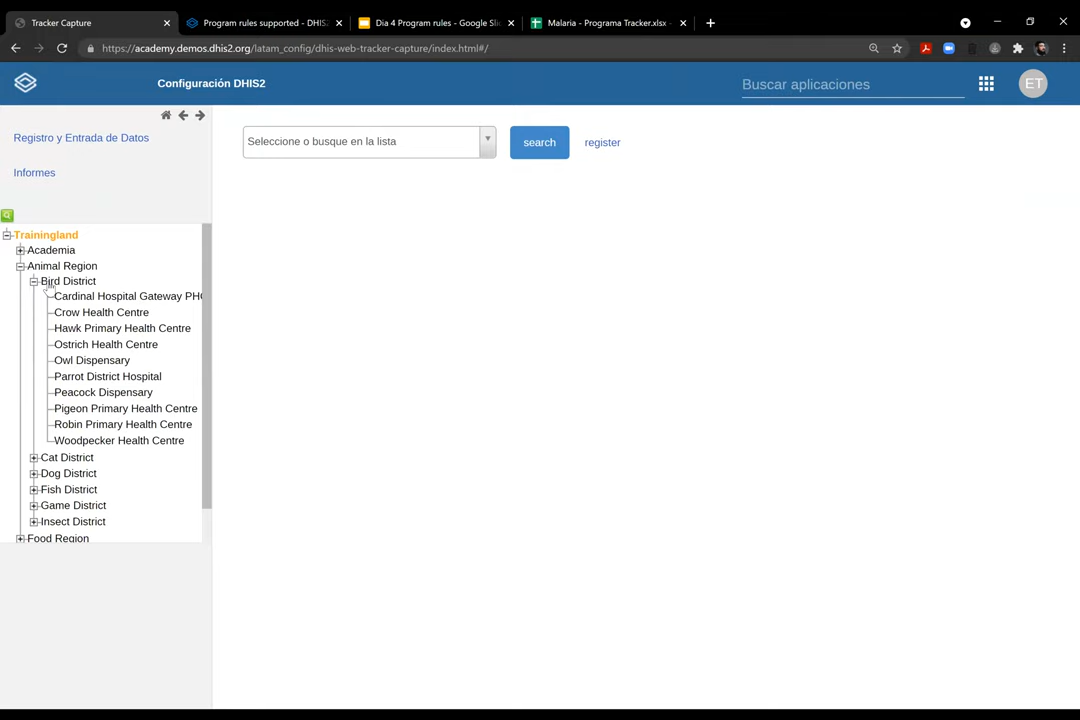 Tracker Capture
Program rules supported - DHIS2
Dia 4 Program rules - Google Sli
Malaria - Programa Tracker.xlsx -
https://academy.demos.dhis2.org/latam_config/dhis-web-tracker-capture/index.html#/
Configuración DHIS2
Buscar aplicaciones
ET
Registro y Entrada de Datos
Seleccione o busque en la lista
search
register
Informes
Trainingland
Academia
Animal Region
Bird District
Cardinal Hospital Gateway PHC
Crow Health Centre
Hawk Primary Health Centre
Ostrich Health Centre
Owl Dispensary
Parrot District Hospital
Peacock Dispensary
Pigeon Primary Health Centre
Robin Primary Health Centre
Woodpecker Health Centre
Cat District
Dog District
Fish District
Game District
Insect District
Food Region